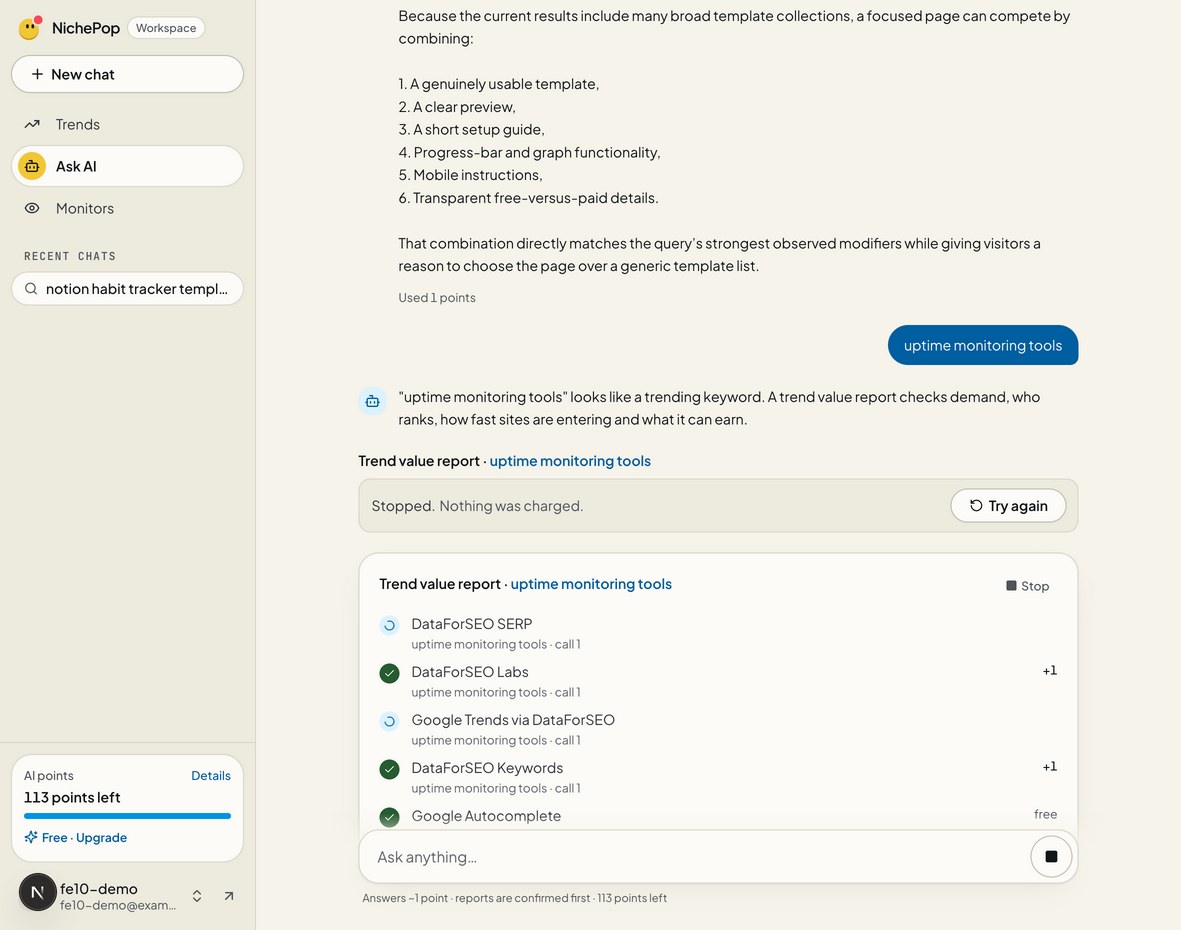 NichePop Workspace
New chat
Trends
Ask AI
Monitors
RECENT CHATS
notion habit tracker templ...
AI points Details
113 points left
Free · Upgrade
N
fe10-demo
fe10-demo@exam...
Because the current results include many broad template collections, a focused page can compete by
combining:
1. A genuinely usable template,
2. A clear preview,
3. A short setup guide,
4. Progress-bar and graph functionality,
5. Mobile instructions,
6. Transparent free-versus-paid details.
That combination directly matches the query's strongest observed modifiers while giving visitors a
reason to choose the page over a generic template list.
Used 1 points
uptime monitoring tools
"uptime monitoring tools" looks like a trending keyword. A trend value report checks demand, who
ranks, how fast sites are entering and what it can earn.
Trend value report · uptime monitoring tools
Stopped. Nothing was charged. Try again
Trend value report · uptime monitoring tools Stop
DataForSEO SERP
uptime monitoring tools · call 1
DataForSEO Labs +1
uptime monitoring tools · call 1
Google Trends via DataForSEO
uptime monitoring tools · call 1
DataForSEO Keywords +1
uptime monitoring tools · call 1
Google Autocomplete free
Ask anything...
Answers ~1 point · reports are confirmed first · 113 points left